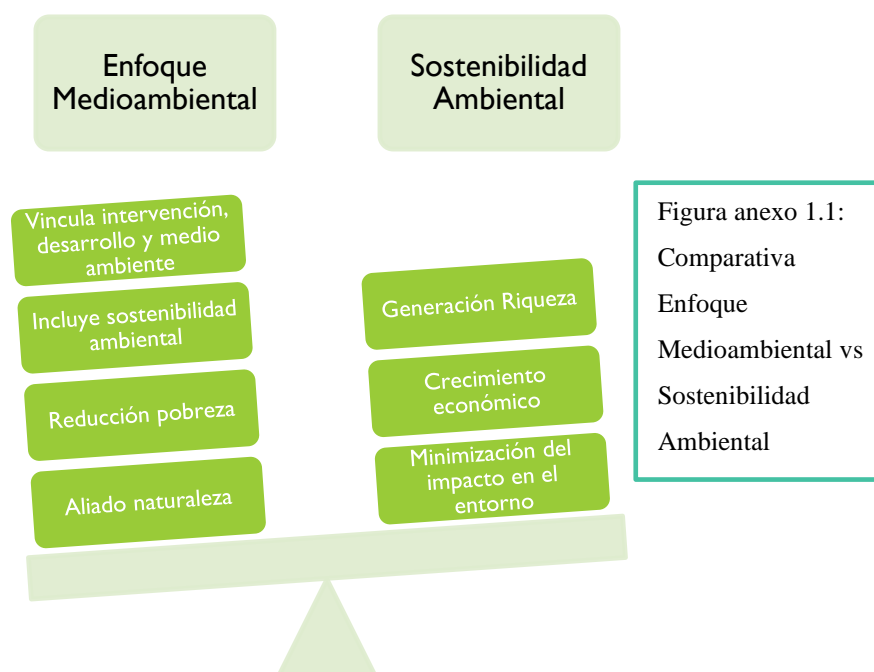 Enfoque
Medioambiental
Sostenibilidad
Ambiental
Vincula intervención,
desarrollo y medio
ambiente
Incluye sostenibilidad
ambiental
Reducción pobreza
Aliado naturaleza
Generación Riqueza
Crecimiento
económico
Minimización del
impacto en el
entorno
Figura anexo 1.1:
Comparativa
Enfoque
Medioambiental vs
Sostenibilidad
Ambiental